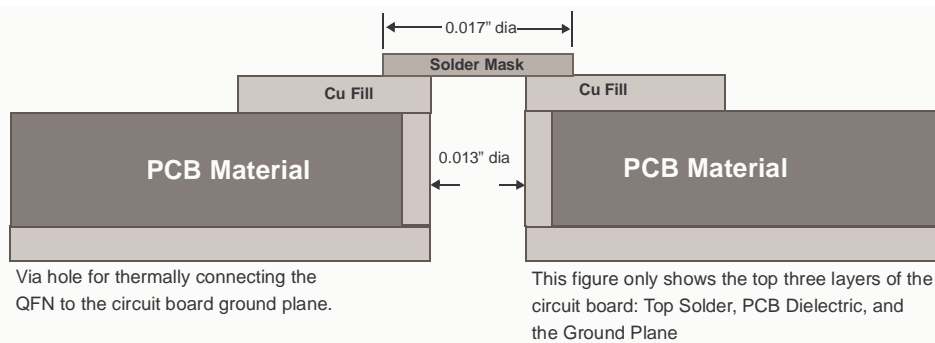 0.017” dia
Solder Mask
Cu Fill
Cu Fill
0.013” dia
PCB Material
PCB Material
Via hole for thermally connecting the
QFN to the circuit board ground plane.
This figure only shows the top three layers of the
circuit board: Top Solder, PCB Dielectric, and
the Ground Plane